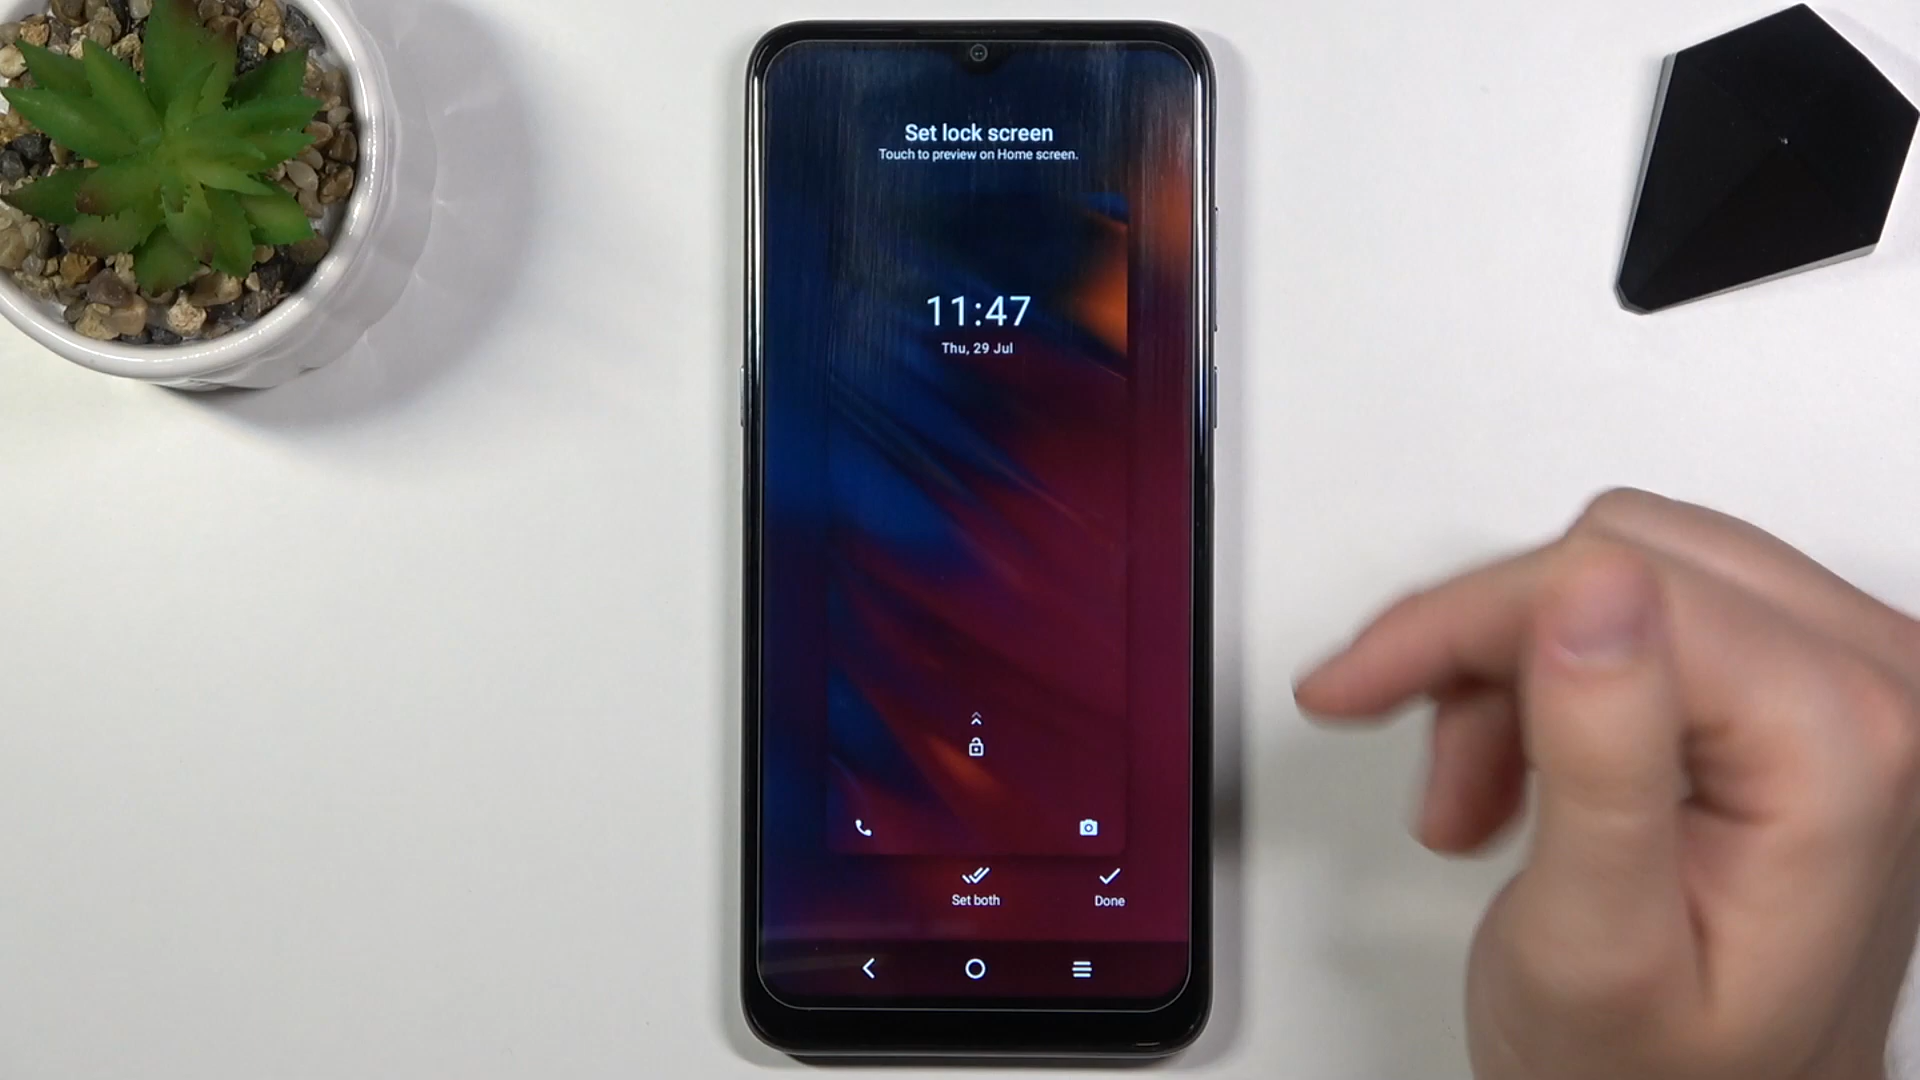 Set lock screen
Touch to preview on Home screen.
11:47
Thu, 29 Jul
Set both
Done